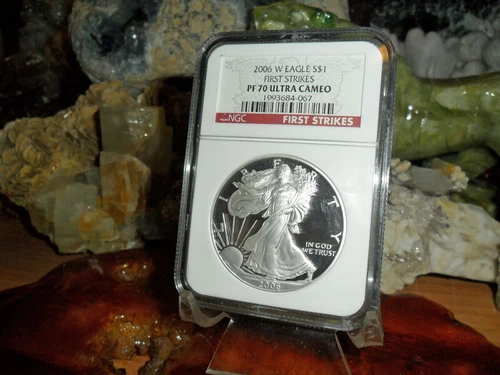 2006 W EAGLE S$1
FIRST STRIKES
PF 70 ULTRA CAMEO
1993684-067
NGC FIRST STRIKES
LIBERTY
IN GOD
WE TRUST
2006